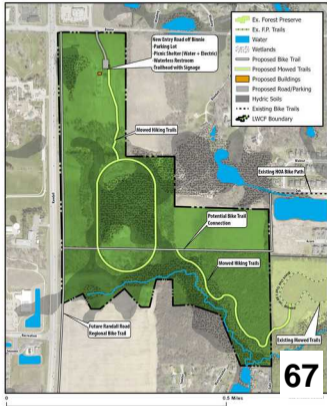 New Entry Road off Binnie
-Parking Lot
-Picnic Shelter (Water + Electric)
-Waterless Restroom
-Trailhead with Signage
Ex. Forest Preserve
Ex. F.P. Trails
Water
Wetlands
Proposed Bike Trail
Proposed Mowed Trails
Proposed Buildings
Proposed Road/Parking
Hydric Soils
Existing Bike Trails
LWCF Boundary
Mowed Hiking Trails
Existing HOA Bike Path
Potential Bike Trail
Connection
Mowed Hiking Trails
Future Randall Road
Regional Bike Trail
Existing Mowed Trails
67
0
0.5 Miles